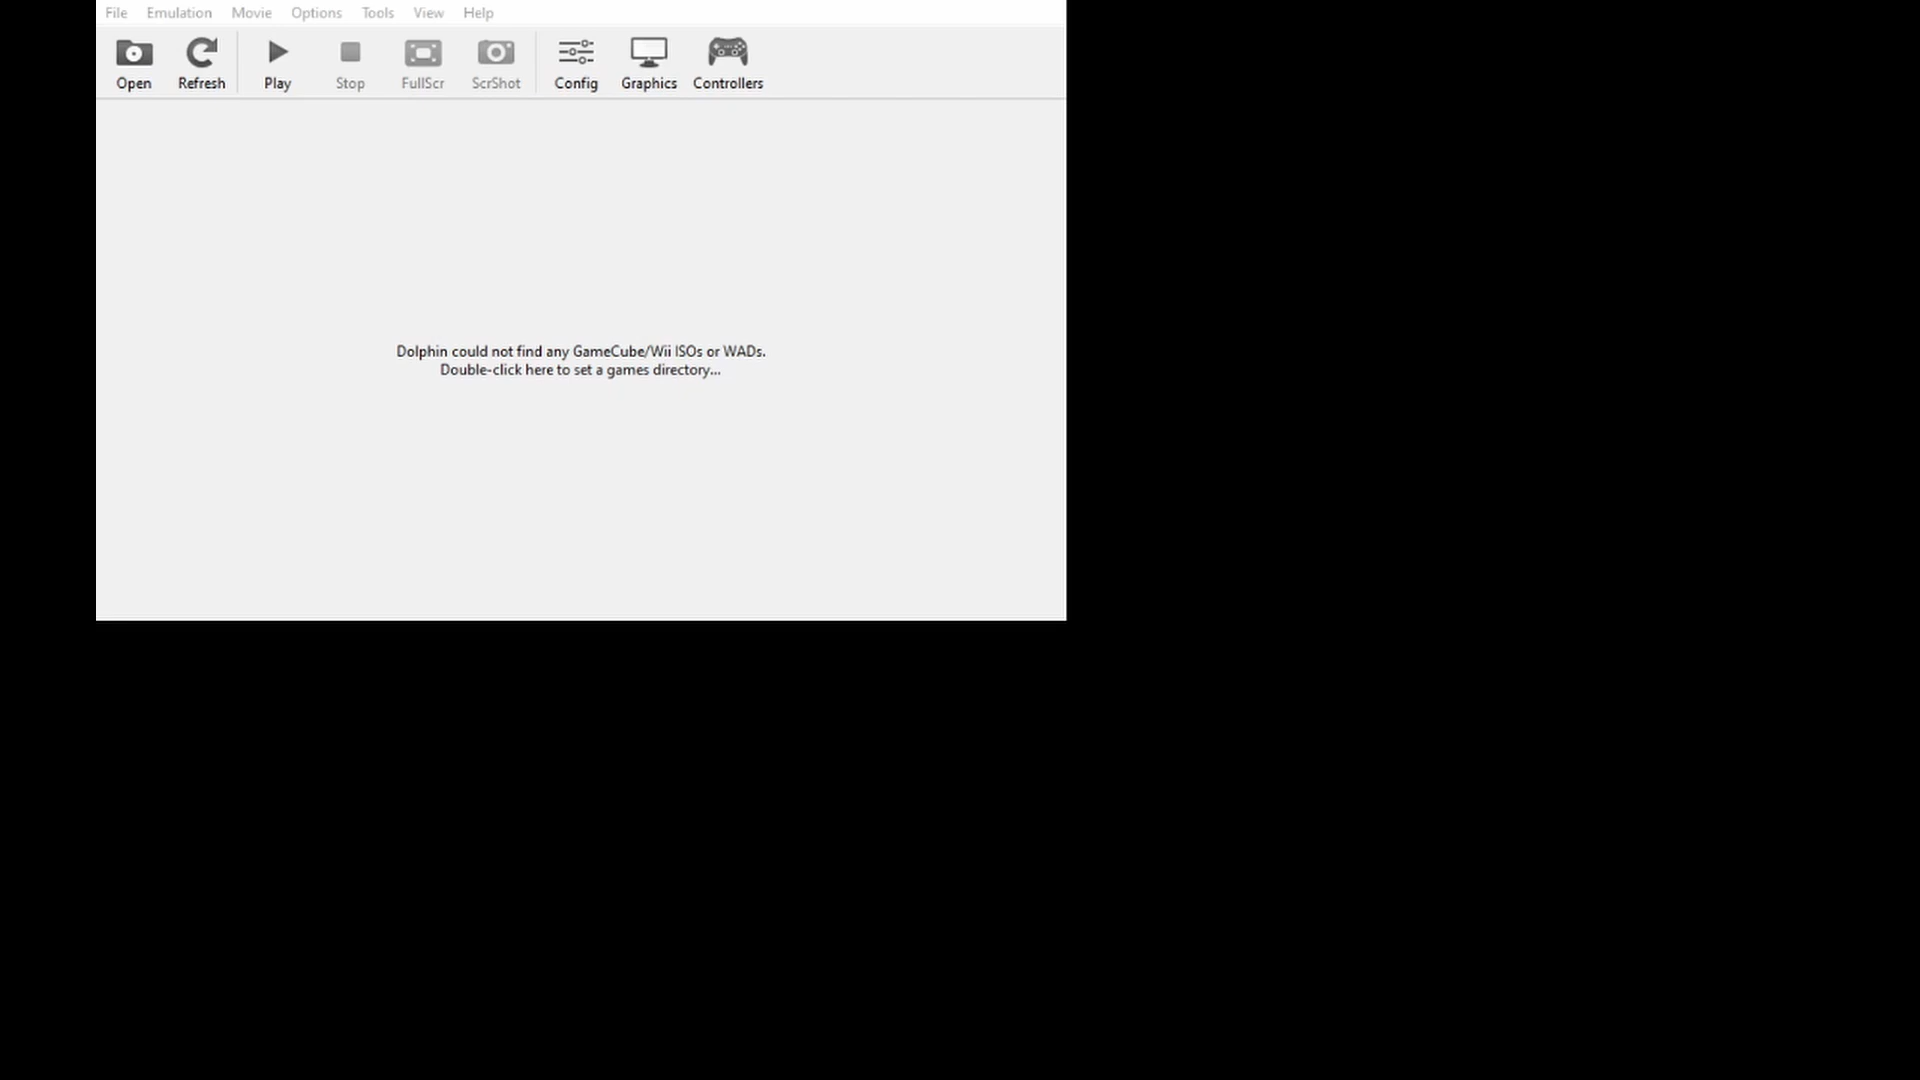 File Emulation Movie Options Tools View Help
Open Refresh Play Stop FullScr ScrShot Config Graphics Controllers
Dolphin could not find any GameCube/Wii ISOs or WADs.
Double-click here to set a games directory...